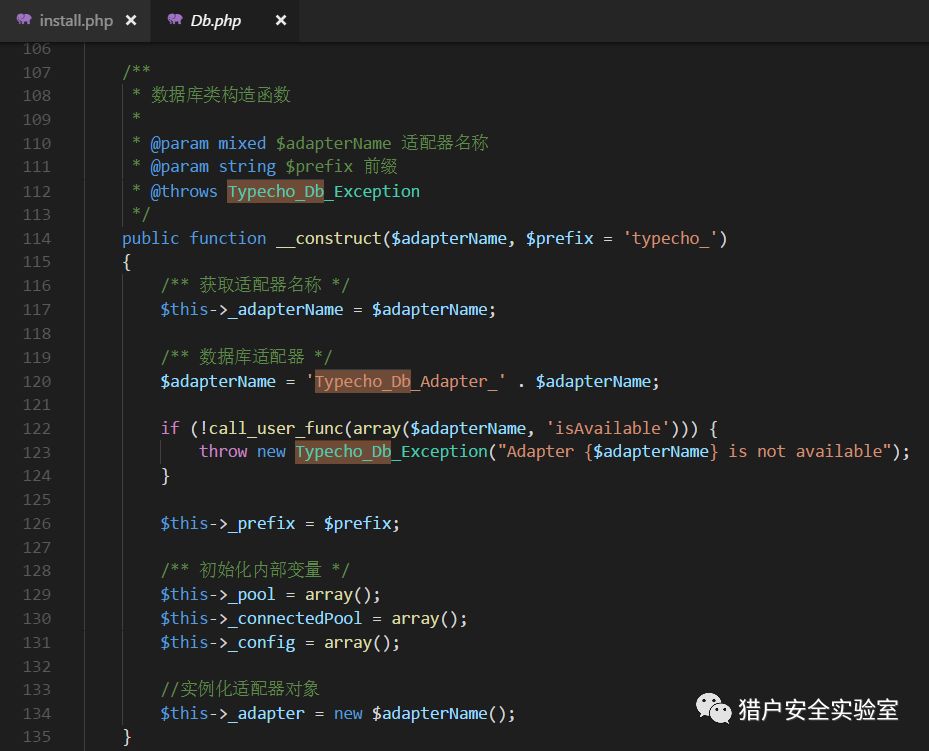 install.php ×
Db.php ×
106
107 /**
108 * 数据库类构造函数
109 *
110 * @param mixed $adapterName 适配器名称
111 * @param string $prefix 前缀
112 * @throws Typecho_Db_Exception
113 */
114 public function __construct($adapterName, $prefix = 'typecho_')
115 {
116 /** 获取适配器名称 */
117 $this->_adapterName = $adapterName;
118
119 /** 数据库适配器 */
120 $adapterName = 'Typecho_Db_Adapter_' . $adapterName;
121
122 if (!call_user_func(array($adapterName, 'isAvailable'))) {
123 throw new Typecho_Db_Exception("Adapter {$adapterName} is not available");
124 }
125
126 $this->_prefix = $prefix;
127
128 /** 初始化内部变量 */
129 $this->_pool = array();
130 $this->_connectedPool = array();
131 $this->_config = array();
132
133 //实例化适配器对象
134 $this->_adapter = new $adapterName();
135 }
猎户安全实验室